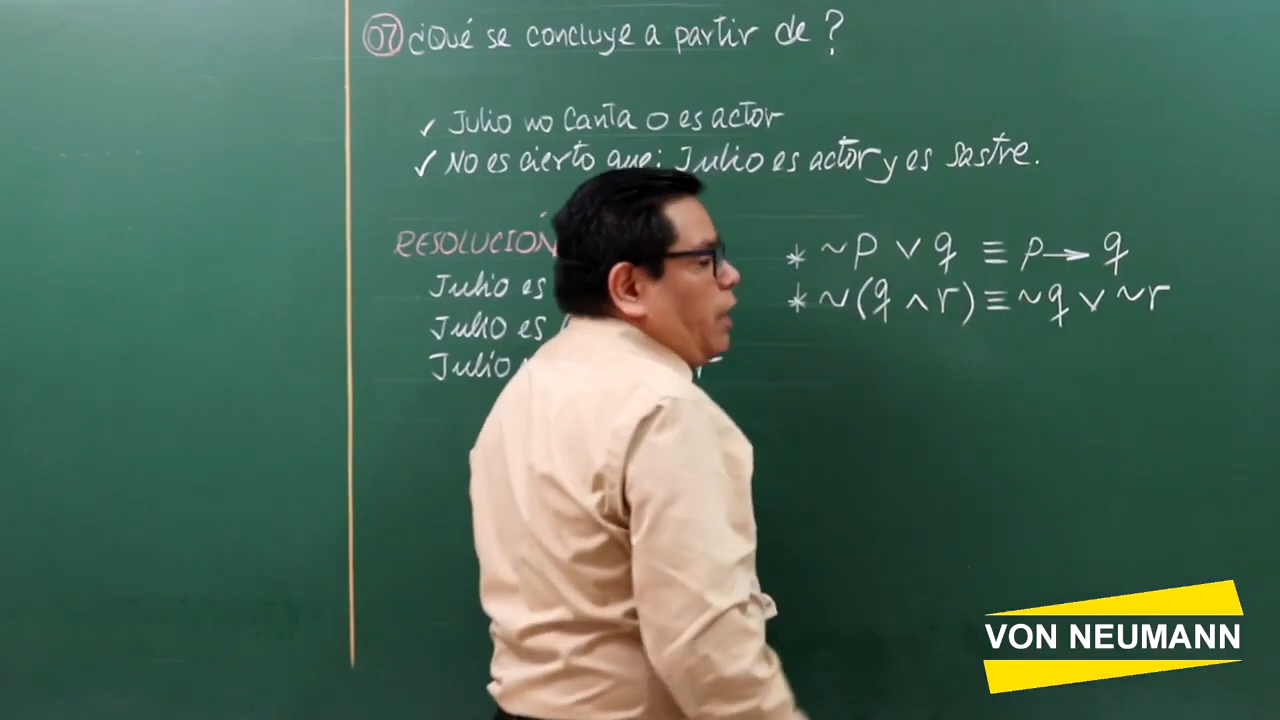 07 ¿Qué se concluye a partir de ?
✓ Julio no Canta o es actor
✓ No es cierto que: Julio es actor y es sastre.
RESOLUCIÓN
Julio es
Julio es
Julio
* ~p ∨ q ≡ p → q
* ~(q ∧ r) ≡ ~q ∨ ~r
VON NEUMANN